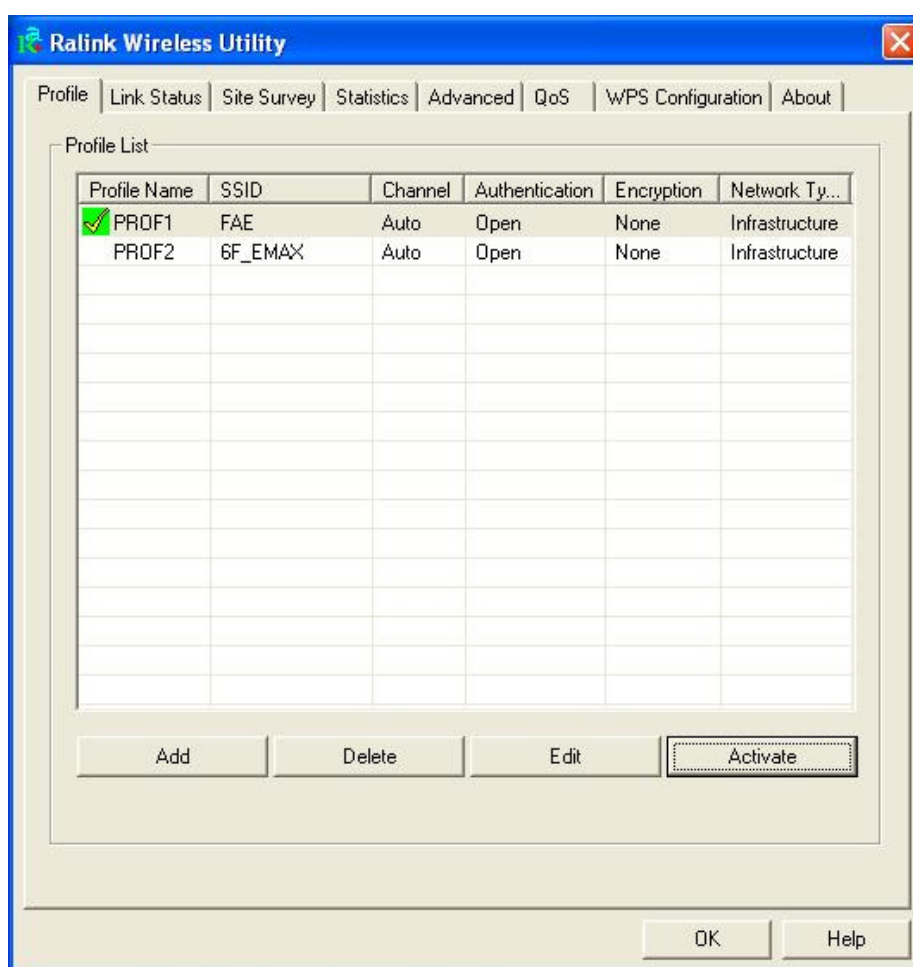 Ralink Wireless Utility
Profile Link Status Site Survey Statistics Advanced QoS WPS Configuration About
Profile List
Profile Name SSID Channel Authentication Encryption Network Ty...
PROF1 FAE Auto Open None Infrastructure
PROF2 6F_EMAX Auto Open None Infrastructure
Add Delete Edit Activate
OK Help